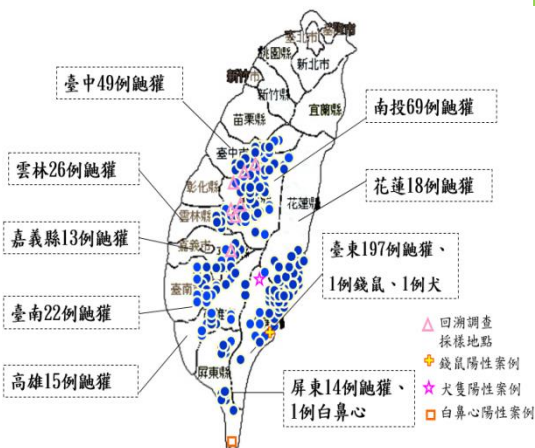 臺北市
桃園縣
新北市
新竹市
新竹縣
宜蘭縣
苗栗縣
臺中49例鼬獾
南投69例鼬獾
臺中市
雲林26例鼬獾
彰化縣
花蓮18例鼬獾
花蓮縣
雲林縣
嘉義縣13例鼬獾
嘉義市
臺東197例鼬獾、
1例錢鼠、1例犬
臺南
臺南22例鼬獾
回溯調查
採樣地點
錢鼠陽性案例
高雄15例鼬獾
屏東縣
屏東14例鼬獾、
1例白鼻心
犬隻陽性案例
白鼻心陽性案例